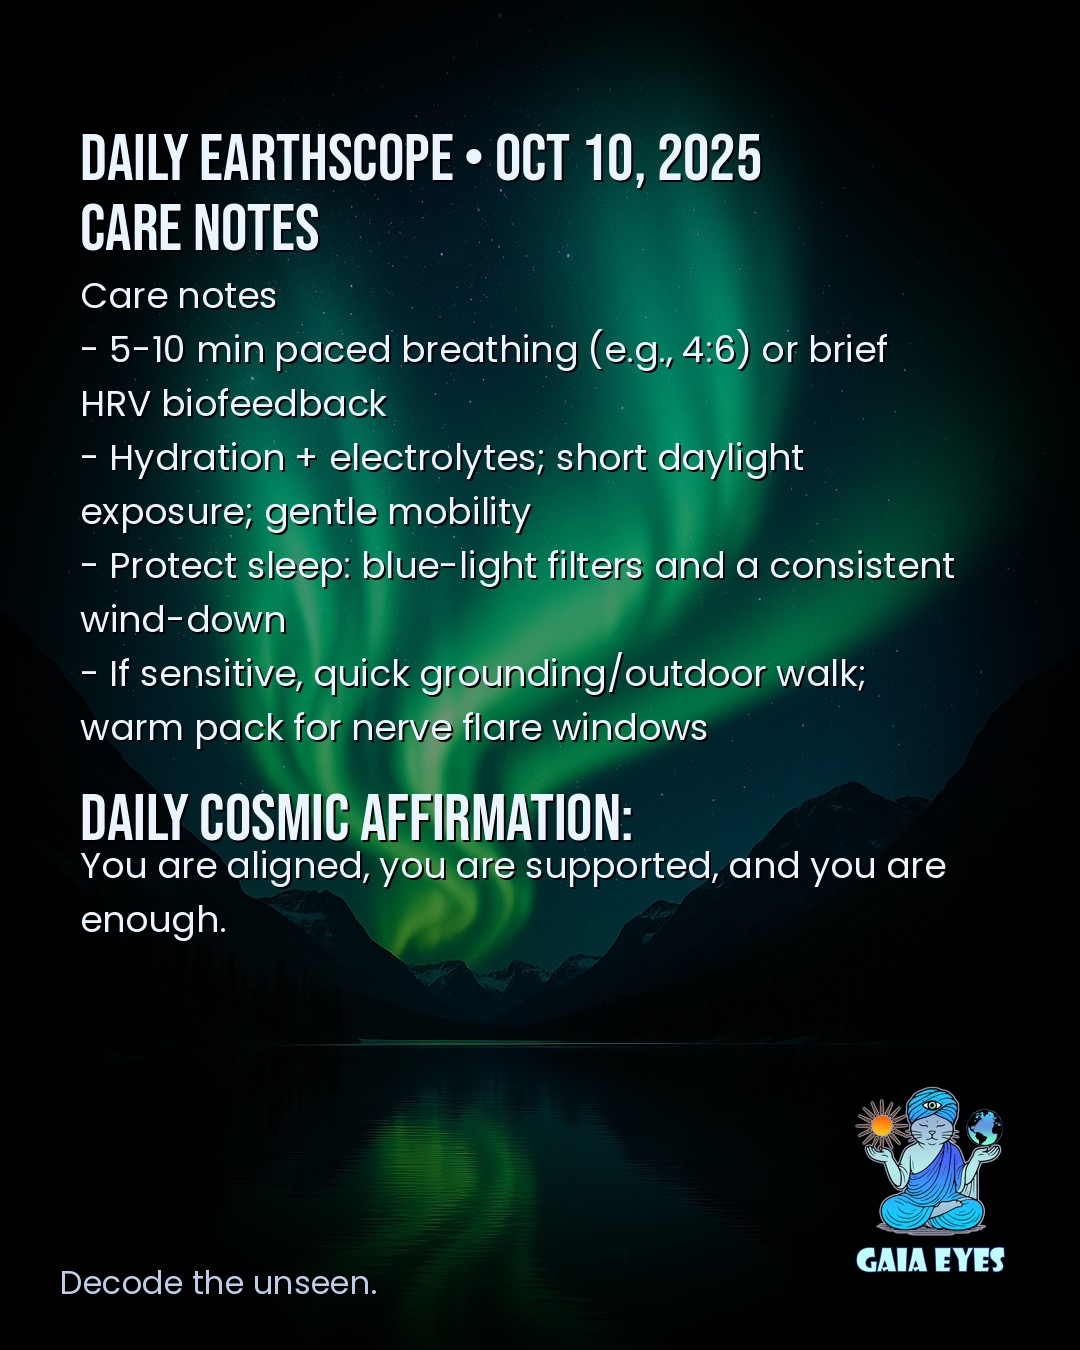 DAILY EARTHSCOPE • OCT 10, 2025
CARE NOTES
Care notes
- 5-10 min paced breathing (e.g., 4:6) or brief
HRV biofeedback
- Hydration + electrolytes; short daylight
exposure; gentle mobility
- Protect sleep: blue-light filters and a consistent
wind-down
- If sensitive, quick grounding/outdoor walk;
warm pack for nerve flare windows
DAILY COSMIC AFFIRMATION:
You are aligned, you are supported, and you are
enough.
GAIA EYES
Decode the unseen.